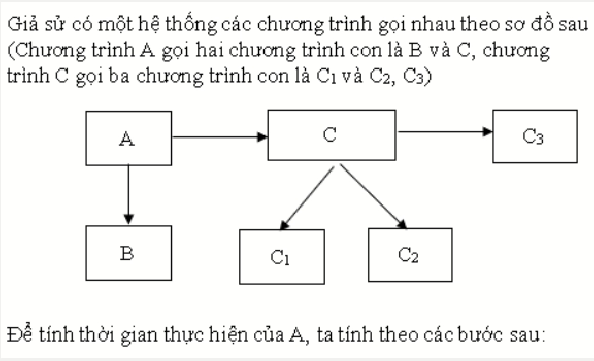 Giả sử có một hệ thống các chương trình gọi nhau theo sơ đồ sau
(Chương trình A gọi hai chương trình con là B và C, chương
trình C gọi ba chương trình con là C1 và C2, C3)
A
C
C3
B
C1
C2
Để tính thời gian thực hiện của A, ta tính theo các bước sau: